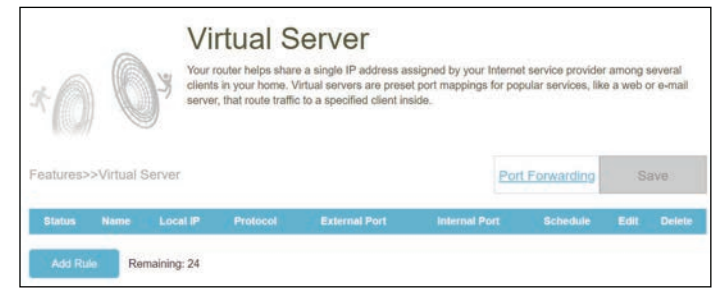 Virtual Server
Your router helps share a single IP address assigned by your Internet service provider among several
clients in your home. Virtual servers are preset port mappings for popular services, like a web or e-mail
server, that route traffic to a specified client inside.
Features>>Virtual Server Port Forwarding Save
Status Name Local IP Protocol External Port Internal Port Schedule Edit Delete
Add Rule Remaining: 24